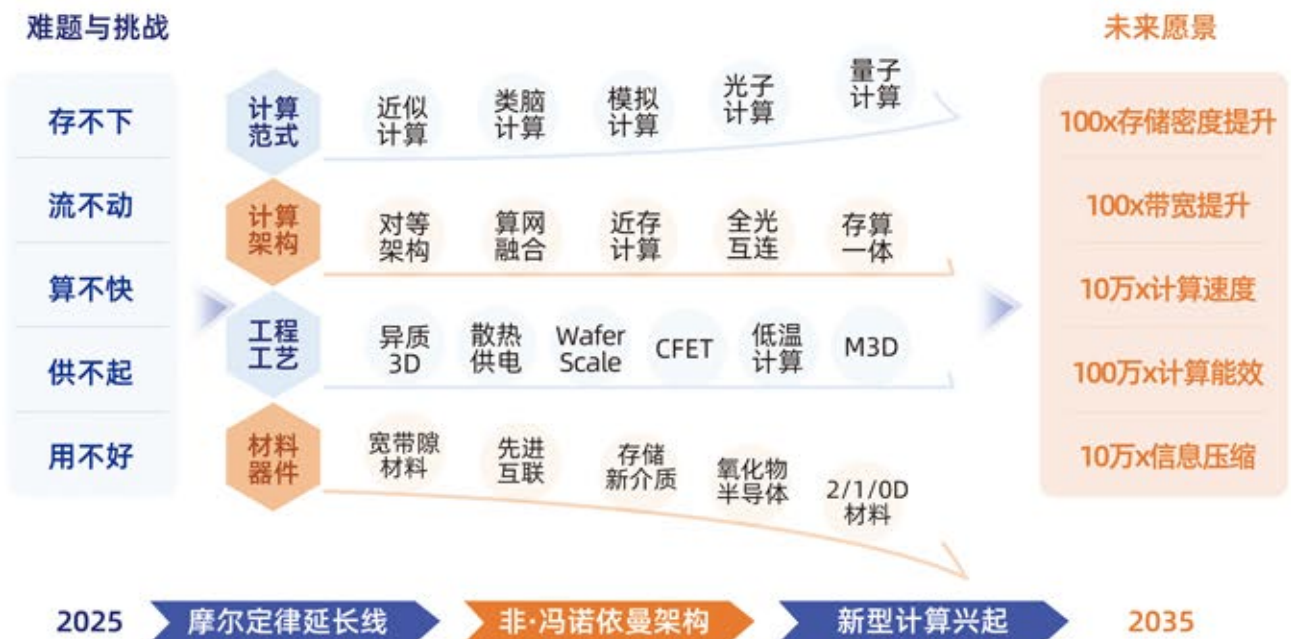 难题与挑战
未来愿景
存不下
流不动
算不快
供不起
用不好
计算
范式
近似
计算
类脑
计算
模拟
计算
光子
计算
量子
计算
计算
架构
对等
架构
算网
融合
近存
计算
全光
互连
存算
一体
工程
工艺
异质
3D
散热
供电
Wafer
Scale
CFET
低温
计算
M3D
材料
器件
宽带隙
材料
先进
互联
存储
新介质
氧化物
半导体
2/1/0D
材料
100x存储密度提升
100x带宽提升
10万x计算速度
100万x计算能效
10万x信息压缩
2025
摩尔定律延长线
非·冯诺依曼架构
新型计算兴起
2035